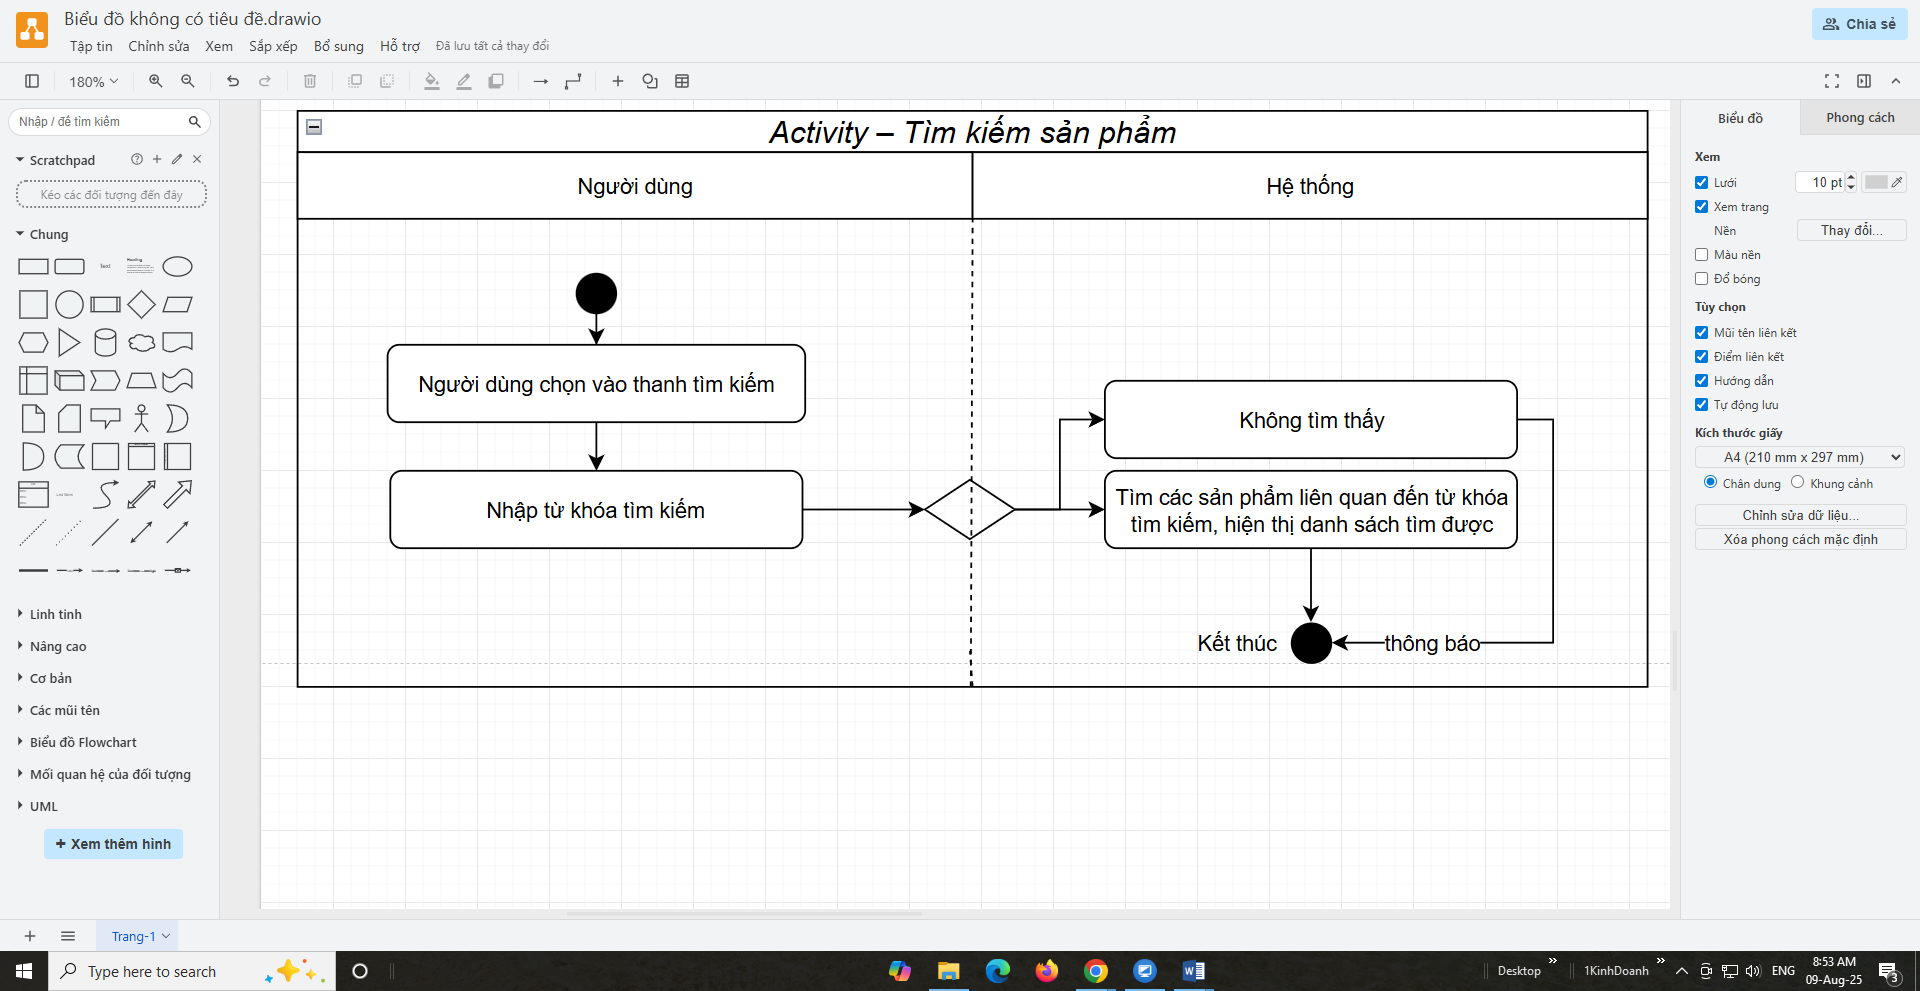 Biểu đồ không có tiêu đề.drawio
Tập tin Chỉnh sửa Xem Sắp xếp Bổ sung Hỗ trợ Đã lưu tất cả thay đổi
Chia sẻ
180%
Nhập / để tìm kiếm
Scratchpad
Kéo các đối tượng đến đây
Chung
Text
Heading
Linh tinh
Nâng cao
Cơ bản
Các mũi tên
Biểu đồ Flowchart
Mối quan hệ của đối tượng
UML
+ Xem thêm hình
Activity – Tìm kiếm sản phẩm
Người dùng
Hệ thống
Người dùng chọn vào thanh tìm kiếm
Nhập từ khóa tìm kiếm
Không tìm thấy
Tìm các sản phẩm liên quan đến từ khóa
tìm kiếm, hiện thị danh sách tìm được
Kết thúc
thông báo
Biểu đồ
Phong cách
Xem
Lưới
10 pt
Xem trang
Nền
Thay đổi...
Màu nền
Đổ bóng
Tùy chọn
Mũi tên liên kết
Điểm liên kết
Hướng dẫn
Tự động lưu
Kích thước giấy
A4 (210 mm x 297 mm)
Chân dung
Khung cảnh
Chỉnh sửa dữ liệu...
Xóa phong cách mặc định
Trang-1
Type here to search
Desktop
1KinhDoanh
ENG
8:53 AM
09-Aug-25
3